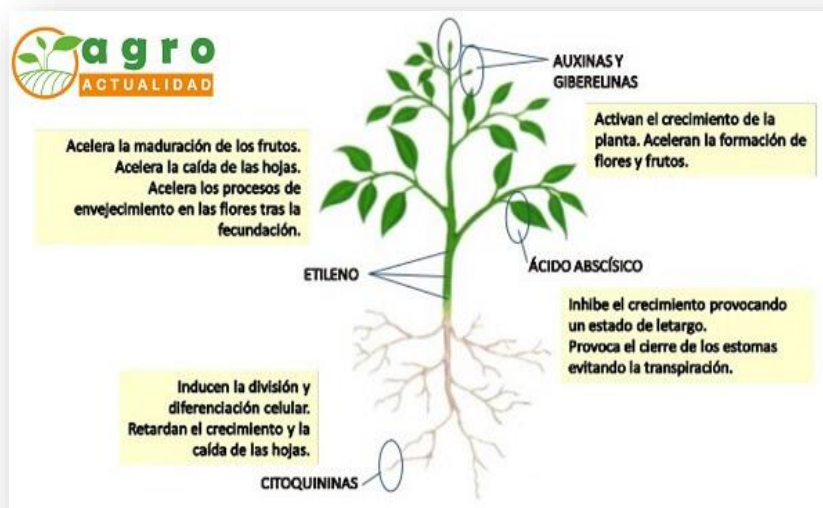 agro
ACTUALIDAD
AUXINAS Y
GIBERELINAS
Activan el crecimiento de la
planta. Aceleran la formación de
flores y frutos.
Acelera la maduración de los frutos.
Acelera la caída de las hojas.
Acelera los procesos de
envejecimiento en las flores tras la
fecundación.
ETILENO
ÁCIDO ABSCÍSICO
Inhibe el crecimiento provocando
un estado de letargo.
Provoca el cierre de los estomas
evitando la transpiración.
Inducen la división y
diferenciación celular.
Retardan el crecimiento y la
caída de las hojas.
CITOQUININAS